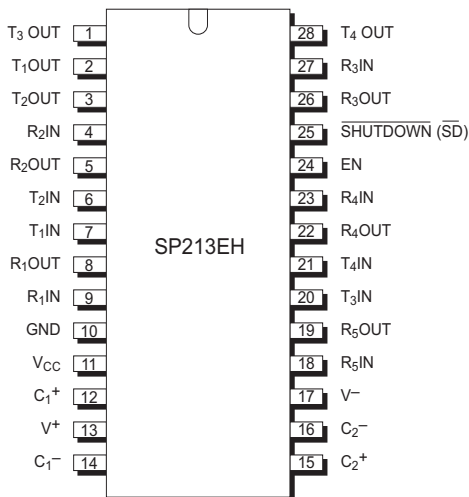 T3 OUT 1 28 T4 OUT
T1OUT 2 27 R3IN
T2OUT 3 26 R3OUT
R2IN 4 25 SHUTDOWN (SD)
R2OUT 5 24 EN
T2IN 6 23 R4IN
T1IN 7 22 R4OUT
SP213EH
R1OUT 8 21 T4IN
R1IN 9 20 T3IN
GND 10 19 R5OUT
VCC 11 18 R5IN
C1+ 12 17 V–
V+ 13 16 C2–
C1– 14 15 C2+